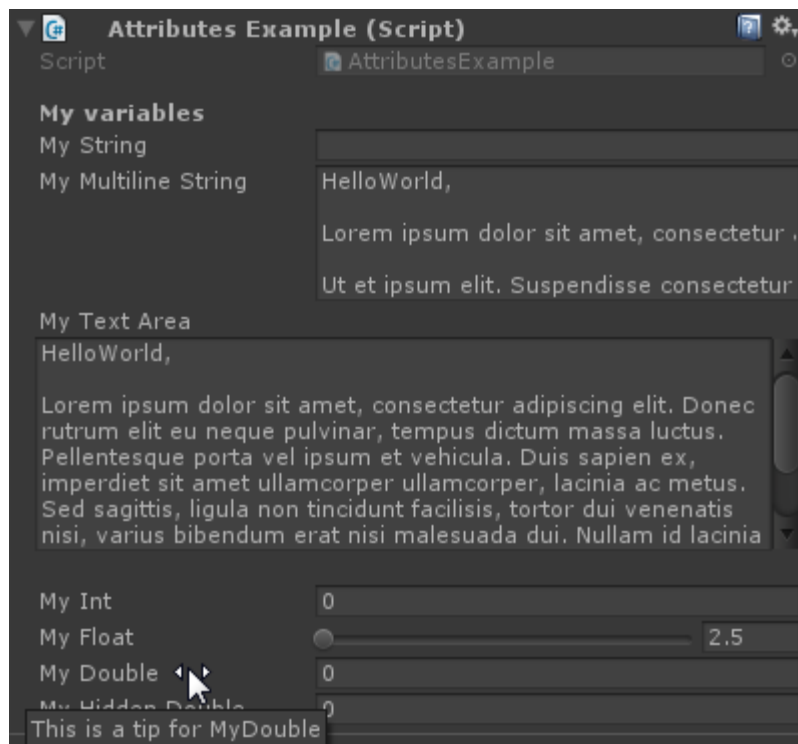 Attributes Example (Script)
Script AttributesExample
My variables
My String
My Multiline String HelloWorld,
Lorem ipsum dolor sit amet, consectetur
Ut et ipsum elit. Suspendisse consectetur
My Text Area
HelloWorld,
Lorem ipsum dolor sit amet, consectetur adipiscing elit. Donec
rutrum elit eu neque pulvinar, tempus dictum massa luctus.
Pellentesque porta vel ipsum et vehicula. Duis sapien ex,
imperdiet sit amet ullamcorper ullamcorper, lacinia ac metus.
Sed sagittis, ligula non tincidunt facilisis, tortor dui venenatis
nisi, varius bibendum erat nisi malesuada dui. Nullam id lacinia
My Int 0
My Float 2.5
My Double 0
My Hidden Double 0
This is a tip for MyDouble